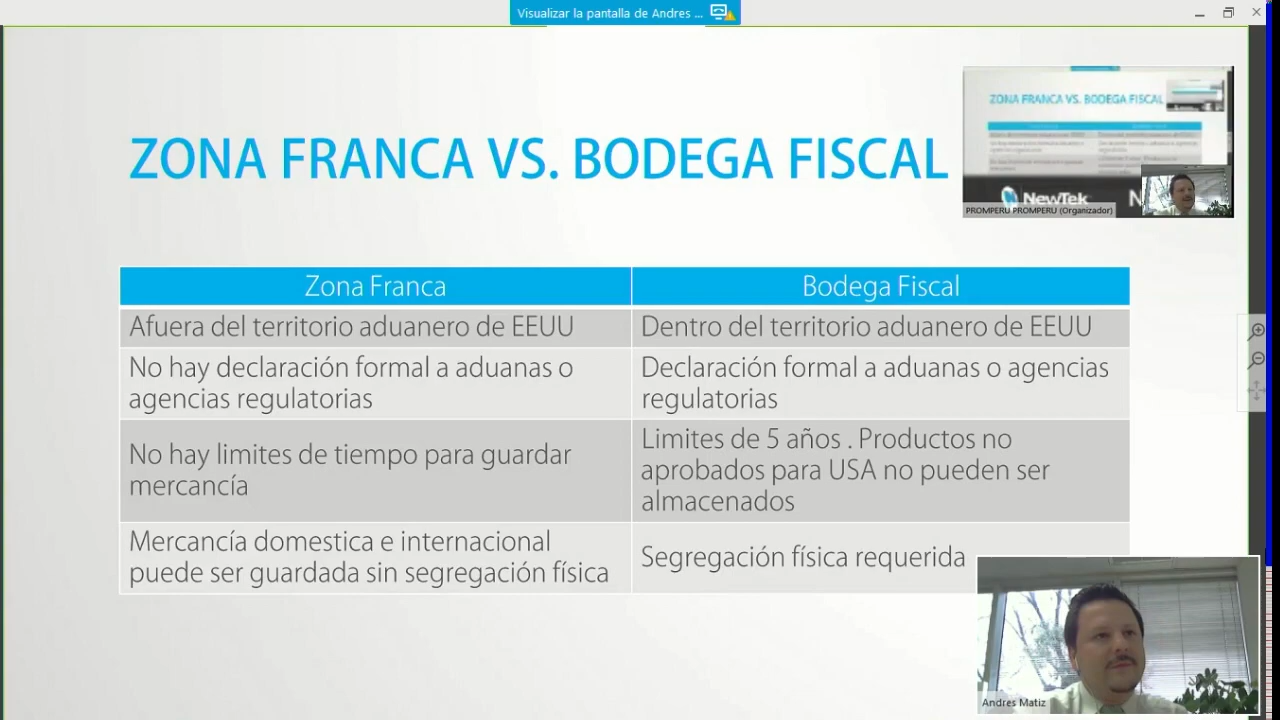 Visualizar la pantalla de Andres ...
ZONA FRANCA VS. BODEGA FISCAL
ZONA FRANCA VS. BODEGA FISCAL
NewTek
N
PROMPERU PROMPERU (Organizador)
Zona Franca
Bodega Fiscal
Afuera del territorio aduanero de EEUU
Dentro del territorio aduanero de EEUU
No hay declaración formal a aduanas o
agencias regulatorias
Declaración formal a aduanas o agencias
regulatorias
No hay limites de tiempo para guardar
mercancía
Limites de 5 años . Productos no
aprobados para USA no pueden ser
almacenados
Mercancía domestica e internacional
puede ser guardada sin segregación física
Segregación física requerida
Andres Matiz